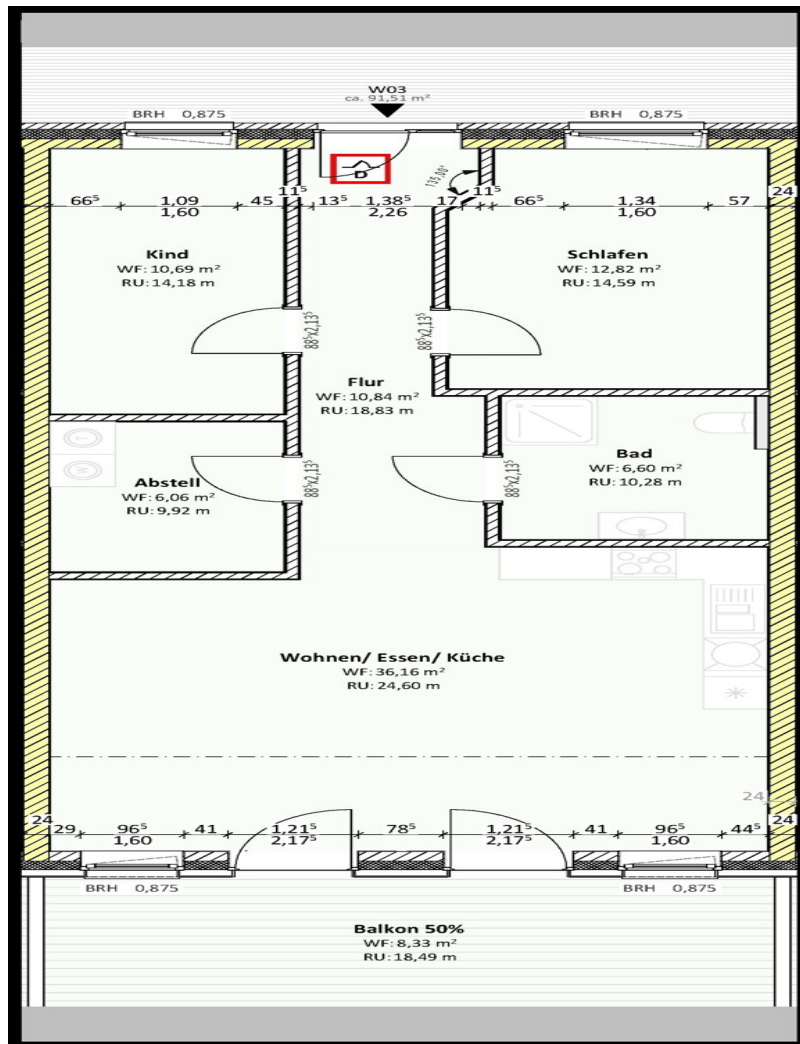 W03
ca. 91,51 m²
BRH 0,875
BRH 0,875
D
135,00°
66⁵ 1,09 45 11⁵ 13⁵ 1,38⁵ 17 11⁵ 66⁵ 1,34 57 24
1,60 2,26 1,60
Kind
WF: 10,69 m²
RU: 14,18 m
Schlafen
WF: 12,82 m²
RU: 14,59 m
88⁵x2,13⁵
88⁵x2,13⁵
Flur
WF: 10,84 m²
RU: 18,83 m
Abstell
WF: 6,06 m²
RU: 9,92 m
88⁵x2,13⁵
88⁵x2,13⁵
Bad
WF: 6,60 m²
RU: 10,28 m
Wohnen/ Essen/ Küche
WF: 36,16 m²
RU: 24,60 m
24
24 29 96⁵ 41 1,21⁵ 78⁵ 1,21⁵ 41 96⁵ 44⁵ 24
1,60 2,17⁵ 2,17⁵ 1,60
BRH 0,875
BRH 0,875
Balkon 50%
WF: 8,33 m²
RU: 18,49 m